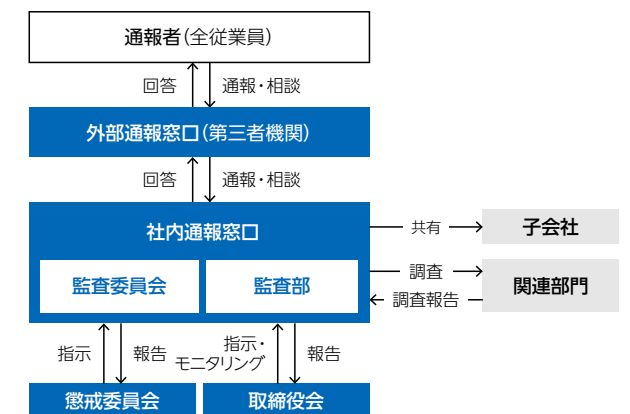 通報者(全従業員)
回答
通報・相談
外部通報窓口(第三者機関)
回答
通報・相談
社内通報窓口
共有
子会社
監査委員会
監査部
調査
調査報告
関連部門
指示
報告
指示・
モニタリング
報告
懲戒委員会
取締役会